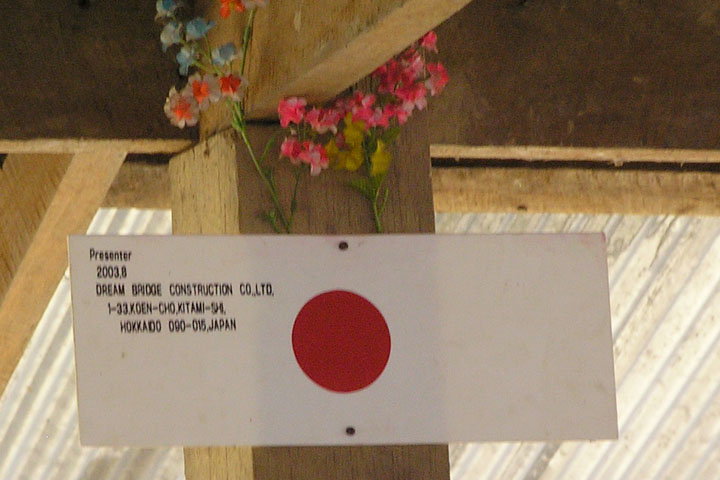 Presenter
2003.8
DREAM BRIDGE CONSTRUCTION CO.,LTD.
1-33,KOEN-CHO,KITAMI-SHI,
HOKKAIDO 090-015,JAPAN